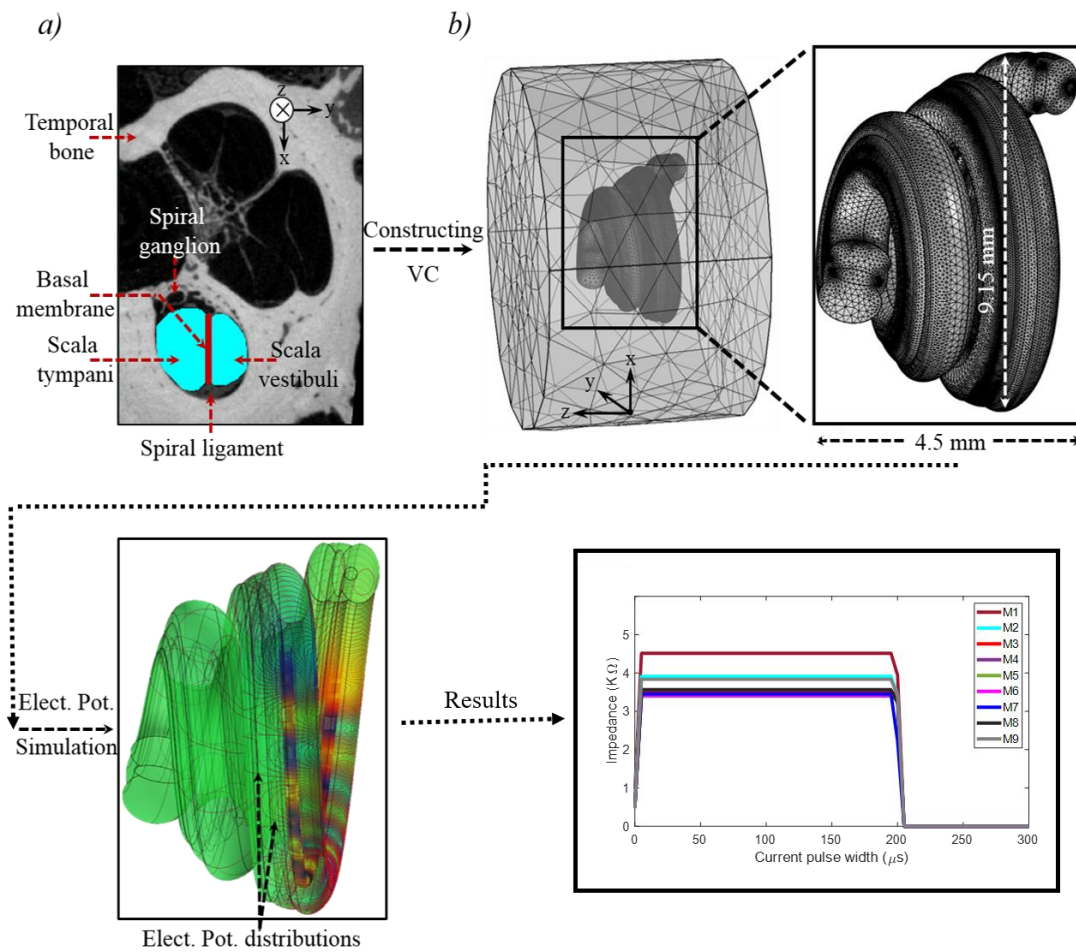 a)
b)
Temporal
bone
z
y
x
Spiral
ganglion
Basal
membrane
Scala
tympani
Scala
vestibuli
Spiral ligament
Constructing
VC
x
y
z
9.15 mm
4.5 mm
Elect. Pot.
Simulation
Elect. Pot. distributions
Results
Impedance (K Ω)
5
4
3
2
1
0
0
50
100
150
200
250
300
Current pulse width (μs)
M1
M2
M3
M4
M5
M6
M7
M8
M9